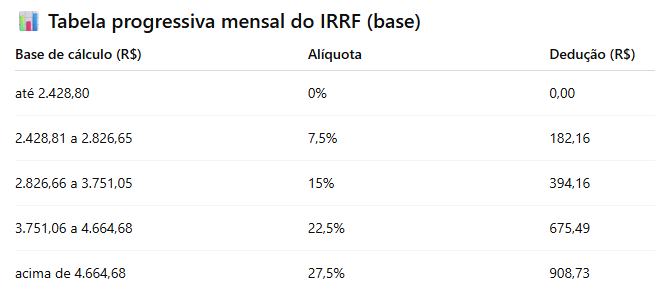 Tabela progressiva mensal do IRRF (base)
Base de cálculo (R$) Alíquota Dedução (R$)
até 2.428,80 0% 0,00
2.428,81 a 2.826,65 7,5% 182,16
2.826,66 a 3.751,05 15% 394,16
3.751,06 a 4.664,68 22,5% 675,49
acima de 4.664,68 27,5% 908,73